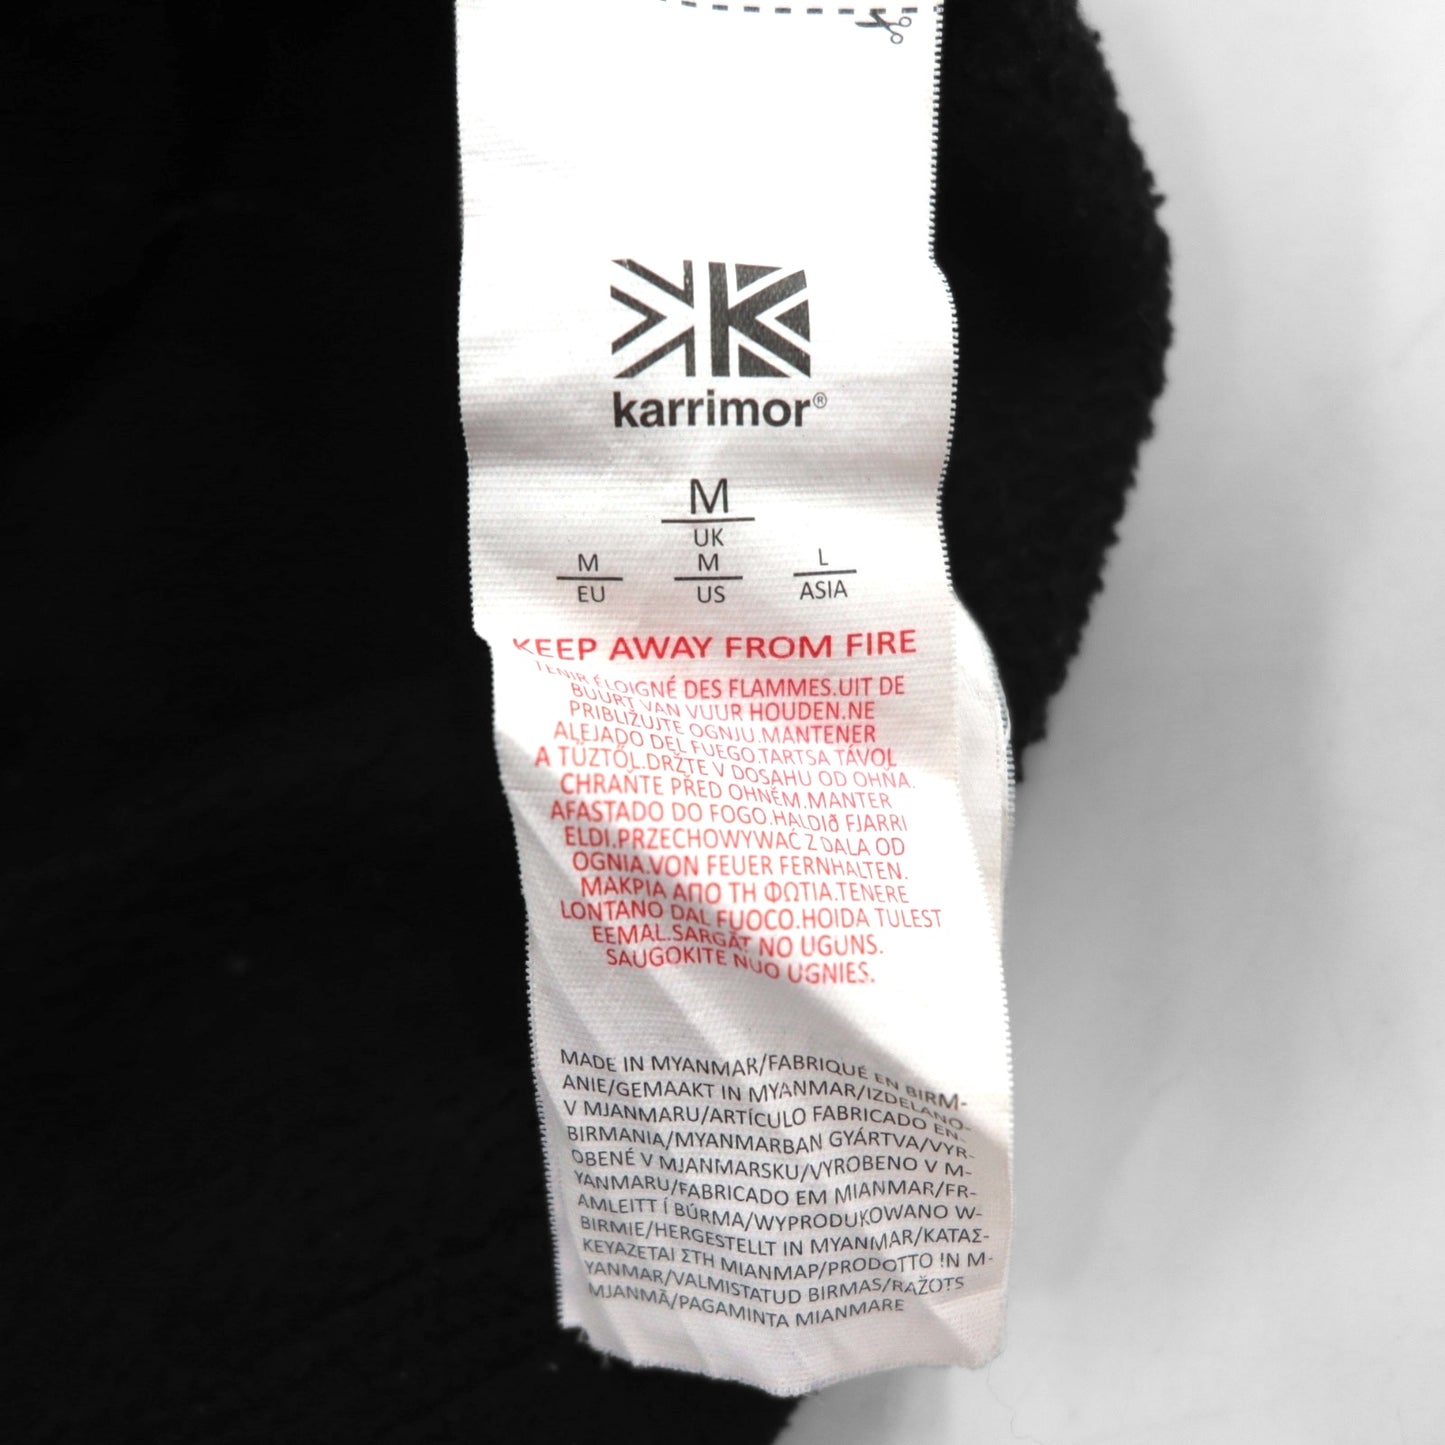 karrimor®
M
UK
M M L
EU US ASIA
KEEP AWAY FROM FIRE
TENIR ÉLOIGNÉ DES FLAMMES.UIT DE
BUURT VAN VUUR HOUDEN.NE
PRIBLIŽUJTE OGNJU.MANTENER
ALEJADO DEL FUEGO.TARTSA TÁVOL
A TŰZTŐL.DRŽTE V DOSAHU OD OHŇA.
CHRAŇTE PŘED OHNĚM.MANTER
AFASTADO DO FOGO.HALDIð FJARRI
ELDI.PRZECHOWYWAĆ Z DALA OD
OGNIA.VON FEUER FERNHALTEN.
ΜΑΚΡΙΑ ΑΠΟ ΤΗ ΦΩΤΙΑ.TENERE
LONTANO DAL FUOCO.HOIDA TULEST
EEMAL.SARGĀT NO UGUNS.
SAUGOKITE NUO UGNIES.
MADE IN MYANMAR/FABRIQUÉ EN BIRM-
ANIE/GEMAAKT IN MYANMAR/IZDELANO-
V MJANMARU/ARTÍCULO FABRICADO EN-
BIRMANIA/MYANMARBAN GYÁRTVA/VYR-
OBENÉ V MJANMARSKU/VYROBENO V M-
YANMARU/FABRICADO EM MIANMAR/FR-
AMLEITT Í BÚRMA/WYPRODUKOWANO W-
BIRMIE/HERGESTELLT IN MYANMAR/ΚΑΤΑΣ-
ΚΕΥΑΖΕΤΑΙ ΣΤΗ ΜΙΑΝΜΑΡ/PRODOTTO IN M-
YANMAR/VALMISTATUD BIRMAS/RAŽOTS
MJANMĀ/PAGAMINTA MIANMARE